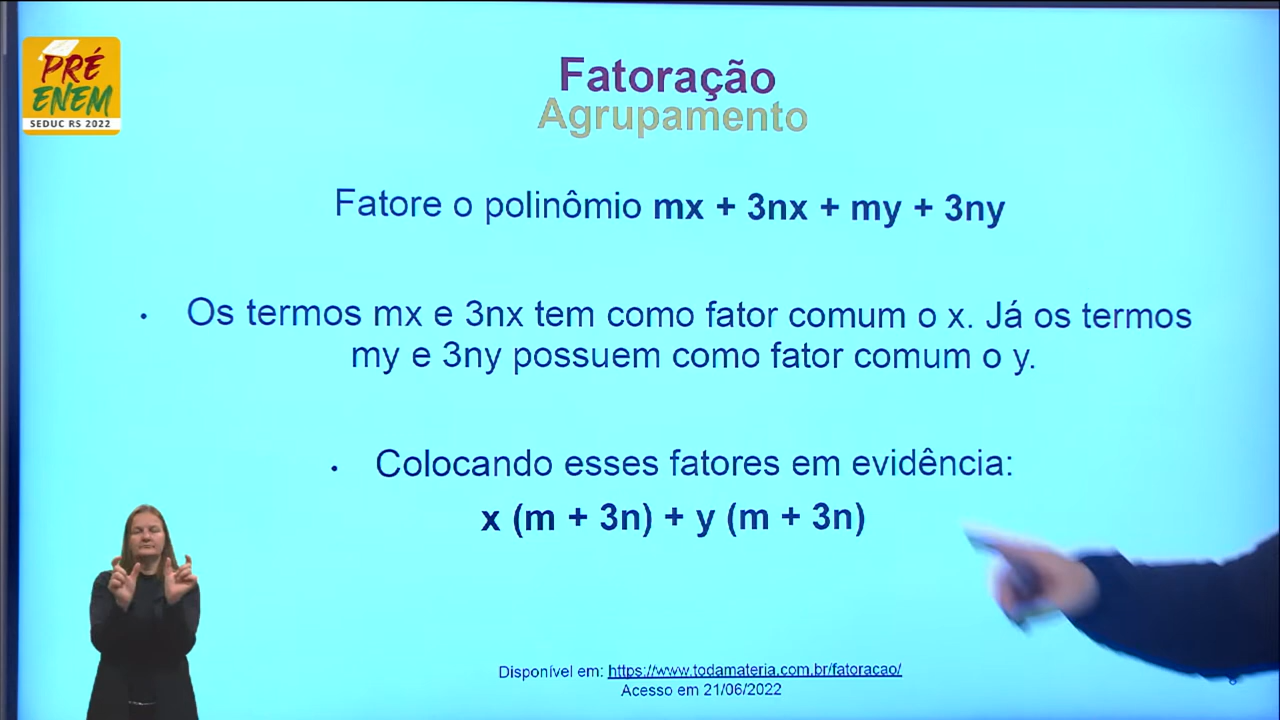 PRÉ
ENEM
SEDUC RS 2022
Fatoração
Agrupamento
Fatore o polinômio mx + 3nx + my + 3ny
• Os termos mx e 3nx tem como fator comum o x. Já os termos
my e 3ny possuem como fator comum o y.
• Colocando esses fatores em evidência:
x (m + 3n) + y (m + 3n)
Disponível em: https://www.todamateria.com.br/fatoracao/
Acesso em 21/06/2022